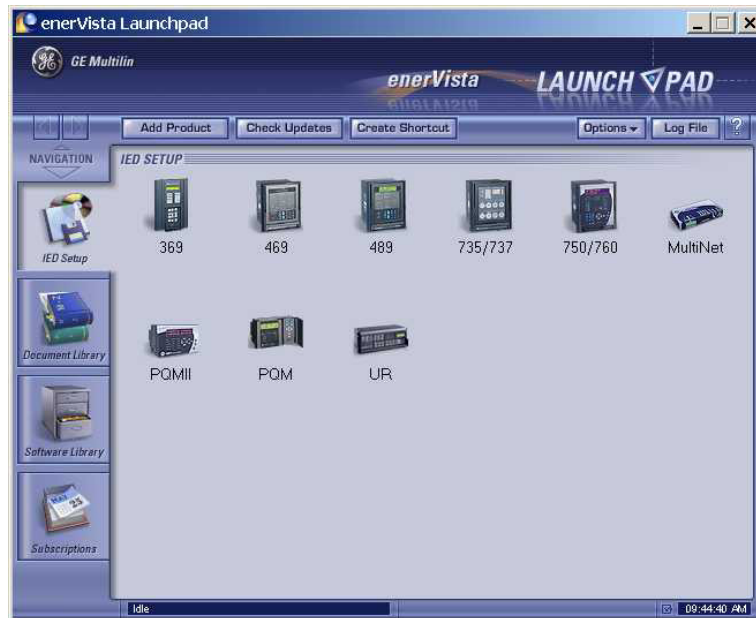 enerVista Launchpad
GE Multilin
enerVista LAUNCH PAD
Add Product Check Updates Create Shortcut Options Log File ?
NAVIGATION
IED SETUP
369 469 489 735/737 750/760 MultiNet
IED Setup
PQMII PQM UR
Document Library
Software Library
Subscriptions
Idle 09:44:40 AM